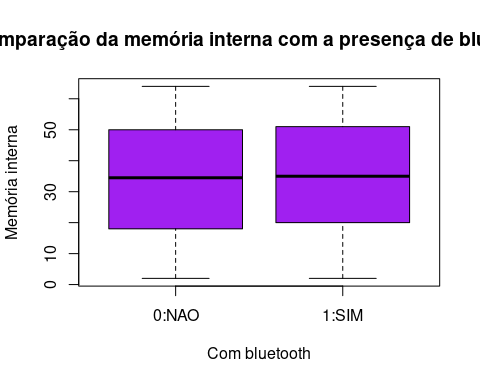 mparação da memória interna com a presença de blu
Memória interna
50
30
10
0
0:NAO
1:SIM
Com bluetooth